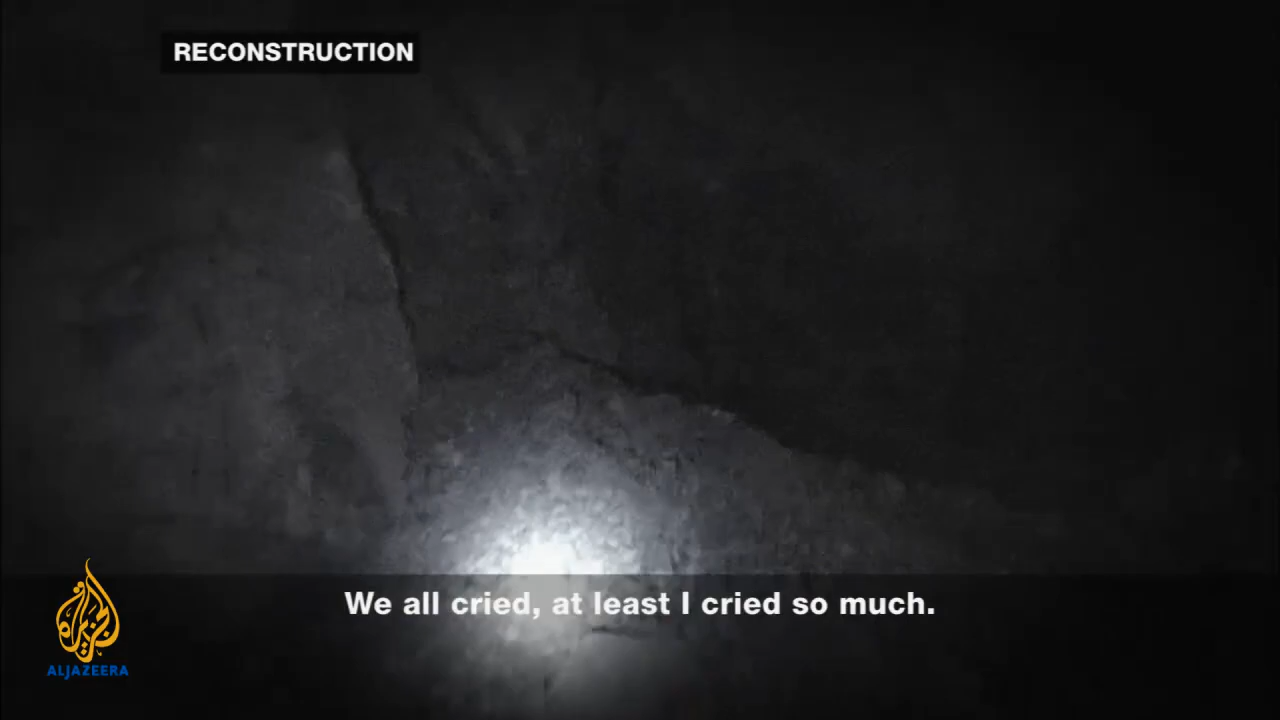 RECONSTRUCTION
We all cried, at least I cried so much.
الجزيرة
ALJAZEERA